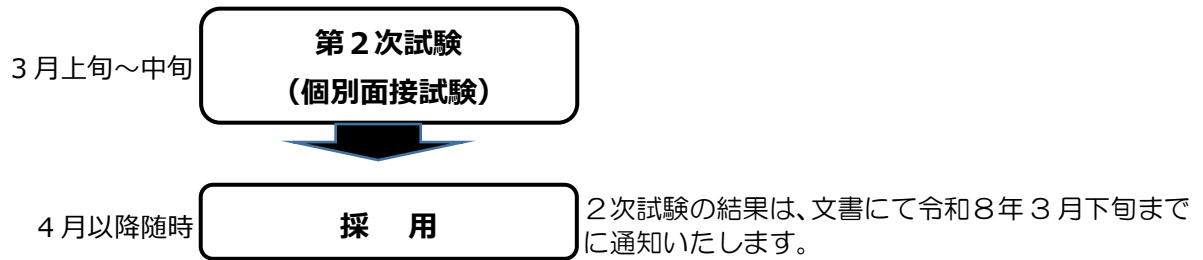 第2次試験
３月上旬～中旬
（個別面接試験）
４月以降随時
採　用
２次試験の結果は、文書にて令和８年３月下旬まで
に通知いたします。